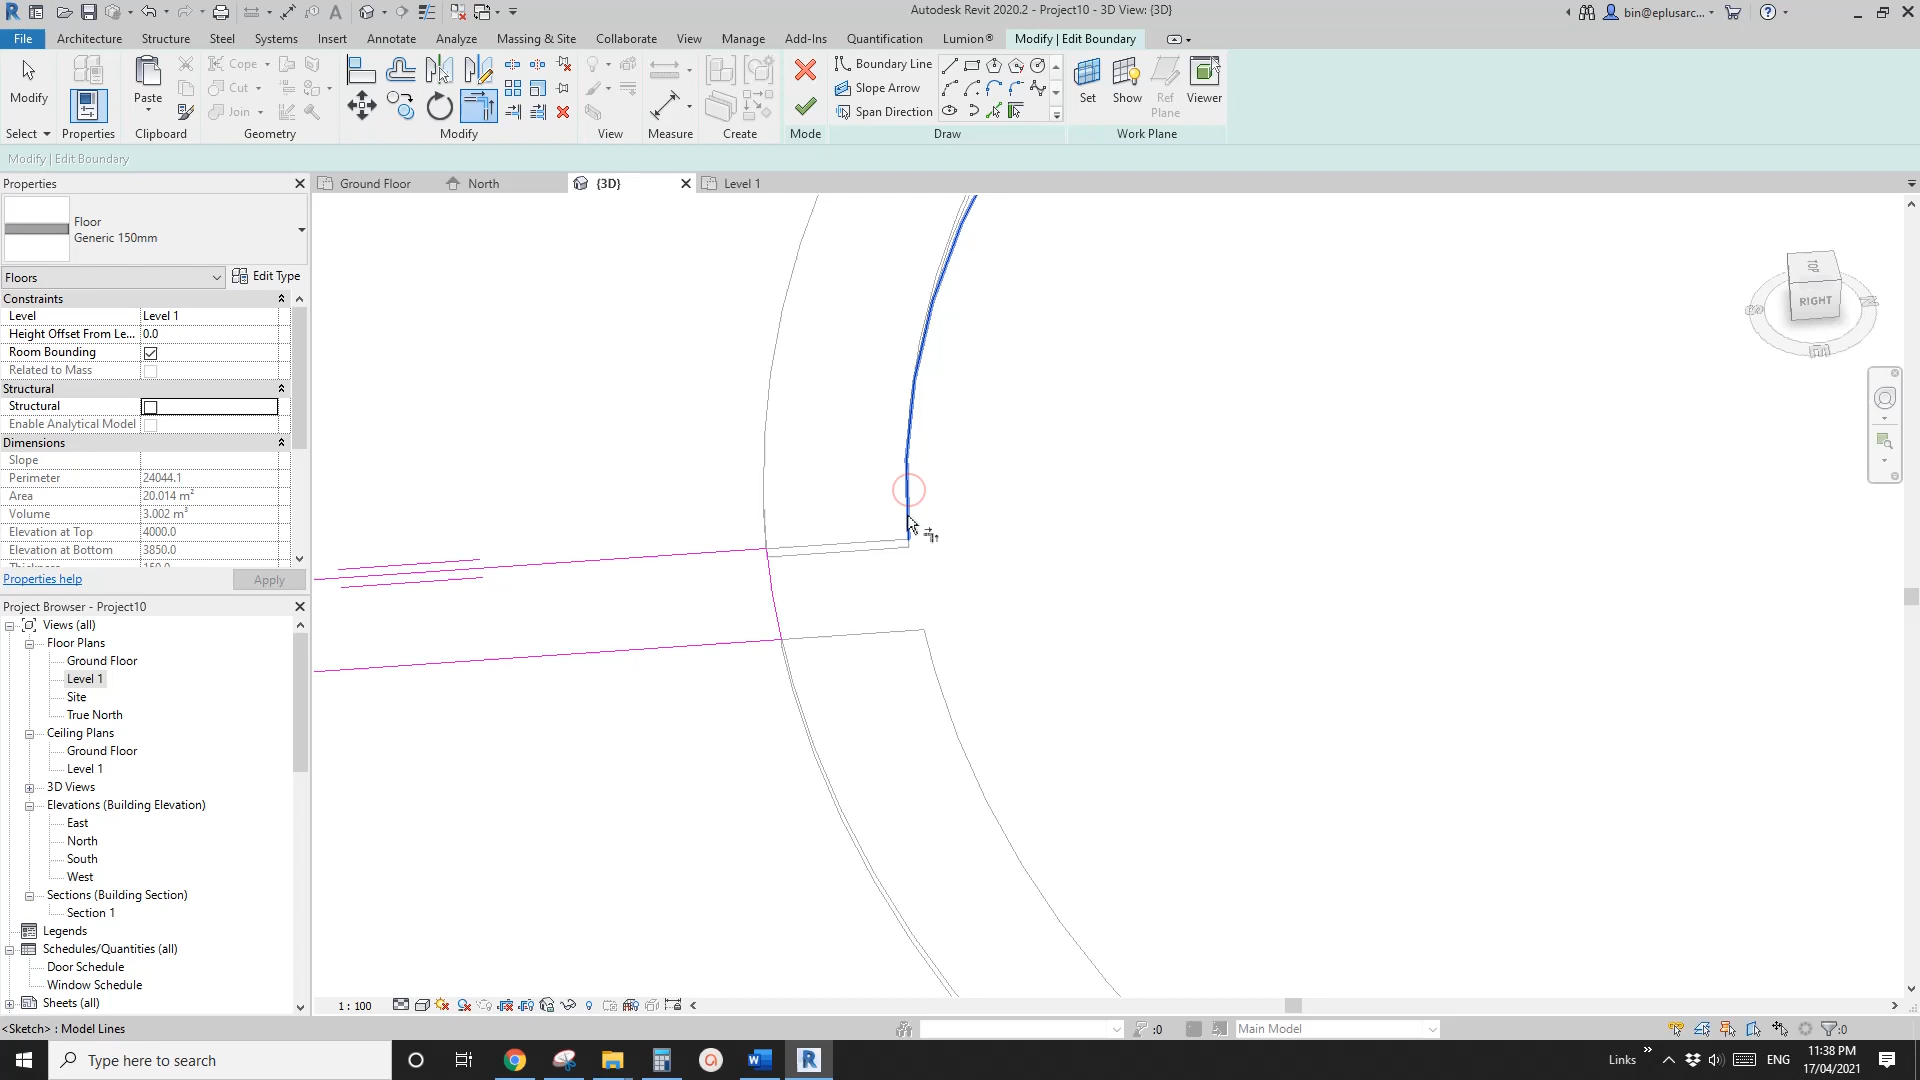 Autodesk Revit 2020.2 - Project10 - 3D View: {3D}
bin@eplusarc...
File
Architecture
Structure
Steel
Systems
Insert
Annotate
Analyze
Massing & Site
Collaborate
View
Manage
Add-Ins
Quantification
Lumion®
Modify | Edit Boundary
Modify
Select
Properties
Paste
Clipboard
Cope
Cut
Join
Geometry
Modify
View
Measure
Create
Mode
Boundary Line
Slope Arrow
Span Direction
Draw
Set
Show
Ref Plane
Viewer
Work Plane
Modify | Edit Boundary
Properties
Floor
Generic 150mm
Floors
Edit Type
Constraints
Level Level 1
Height Offset From Le... 0.0
Room Bounding
Related to Mass
Structural
Structural
Enable Analytical Model
Dimensions
Slope
Perimeter 24044.1
Area 20.014 m²
Volume 3.002 m³
Elevation at Top 4000.0
Elevation at Bottom 3850.0
Thickness 150.0
Properties help
Apply
Project Browser - Project10
Views (all)
Floor Plans
Ground Floor
Level 1
Site
True North
Ceiling Plans
Ground Floor
Level 1
3D Views
Elevations (Building Elevation)
East
North
South
West
Sections (Building Section)
Section 1
Legends
Schedules/Quantities (all)
Door Schedule
Window Schedule
Sheets (all)
Ground Floor
North
{3D}
Level 1
TOP
RIGHT
1 : 100
<Sketch> : Model Lines
:0
Main Model
:0
Type here to search
Links
ENG
11:38 PM
17/04/2021